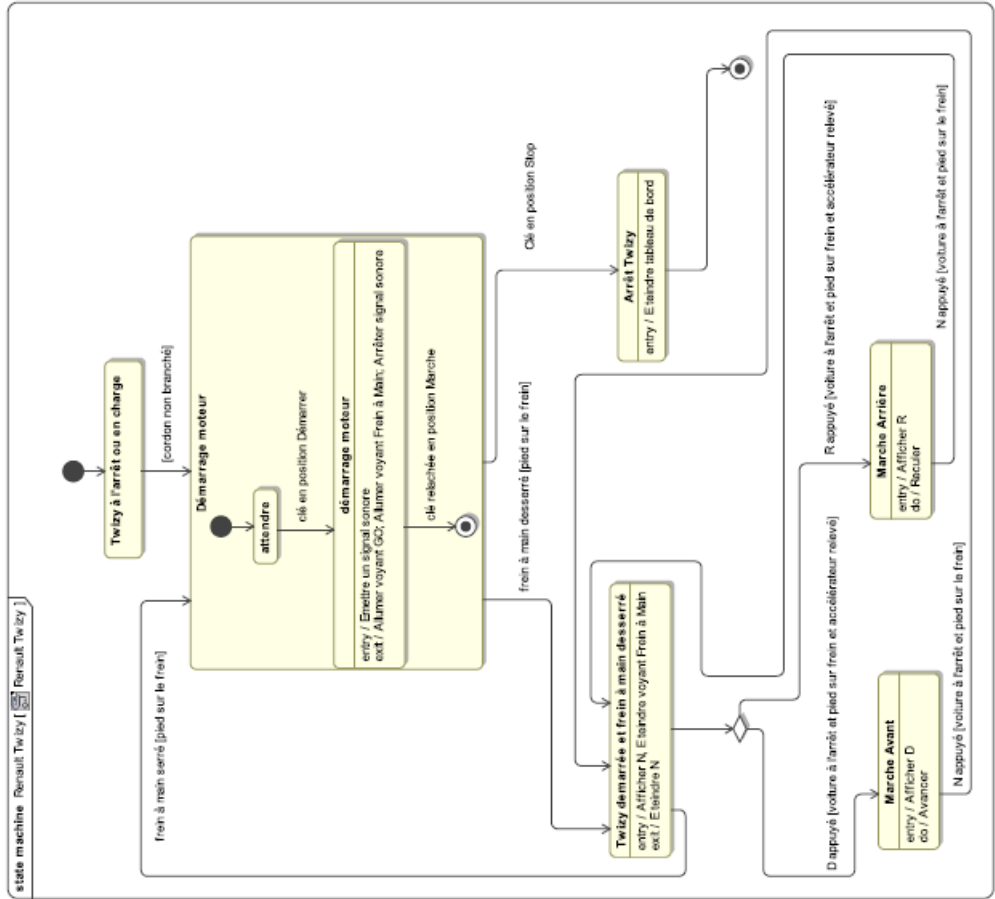 state machine Renault Twizy [ Renault Twizy ]
Twizy à l'arrêt ou en charge
[cordon non branché]
frein à main serré [pied sur le frein]
Démarrage moteur
attendre
clé en position Démarrer
démarrage moteur
entry / Emettre un signal sonore
exit / Allumer voyant GO; Allumer voyant Frein à Main; Arrêter signal sonore
clé relachée en position Marche
frein à main desserré [pied sur le frein]
Clé en position Stop
Twizy demarrée et frein à main desserré
entry / Afficher N, Eteindre voyant Frein à Main
exit / Eteindre N
Arrêt Twizy
entry / Eteindre tableau de bord
D appuyé [voiture à l'arrêt et pied sur frein et accélérateur relevé]
R appuyé [voiture à l'arrêt et pied sur frein et accélérateur relevé]
Marche Avant
entry / Afficher D
do / Avancer
Marche Arrière
entry / Afficher R
do / Reculer
N appuyé [voiture à l'arrêt et pied sur le frein]
N appuyé [voiture à l'arrêt et pied sur le frein]